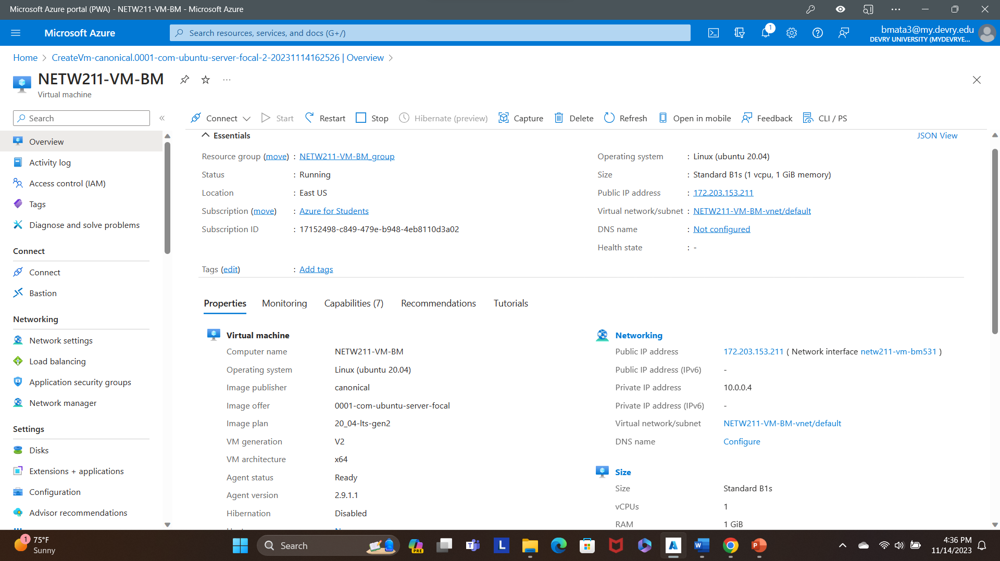 Microsoft Azure portal (PWA) - NETW211-VM-BM - Microsoft Azure
Microsoft Azure
Search resources, services, and docs (G+/)
1
bmata3@my.devry.edu
DEVRY UNIVERSITY (MYDEVRYE...
Home > CreateVm-canonical.0001-com-ubuntu-server-focal-2-20231114162526 | Overview >
NETW211-VM-BM
Virtual machine
Search
Connect
Start
Restart
Stop
Hibernate (preview)
Capture
Delete
Refresh
Open in mobile
Feedback
CLI / PS
Overview
Activity log
Access control (IAM)
Tags
Diagnose and solve problems
Connect
Connect
Bastion
Networking
Network settings
Load balancing
Application security groups
Network manager
Settings
Disks
Extensions + applications
Configuration
Advisor recommendations
Essentials
JSON View
Resource group (move) : NETW211-VM-BM_group
Status : Running
Location : East US
Subscription (move) : Azure for Students
Subscription ID : 17152498-c849-479e-b948-4eb8110d3a02
Operating system : Linux (ubuntu 20.04)
Size : Standard B1s (1 vcpu, 1 GiB memory)
Public IP address : 172.203.153.211
Virtual network/subnet : NETW211-VM-BM-vnet/default
DNS name : Not configured
Health state : -
Tags (edit) : Add tags
Properties
Monitoring
Capabilities (7)
Recommendations
Tutorials
Virtual machine
Computer name NETW211-VM-BM
Operating system Linux (ubuntu 20.04)
Image publisher canonical
Image offer 0001-com-ubuntu-server-focal
Image plan 20_04-lts-gen2
VM generation V2
VM architecture x64
Agent status Ready
Agent version 2.9.1.1
Hibernation Disabled
Networking
Public IP address 172.203.153.211 ( Network interface netw211-vm-bm531 )
Public IP address (IPv6) -
Private IP address 10.0.0.4
Private IP address (IPv6) -
Virtual network/subnet NETW211-VM-BM-vnet/default
DNS name Configure
Size
Size Standard B1s
vCPUs 1
RAM 1 GiB
1
75°F
Sunny
Search
PRE
4:36 PM
11/14/2023